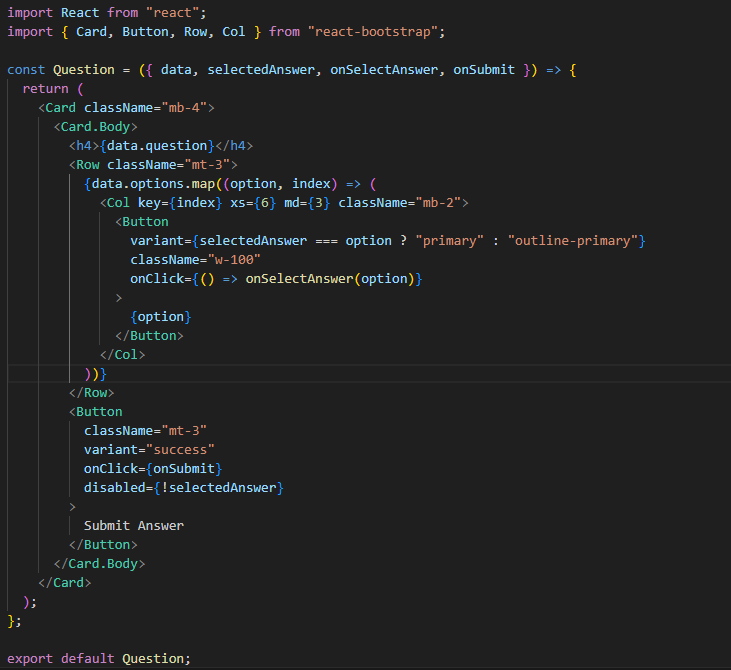 import React from "react";
import { Card, Button, Row, Col } from "react-bootstrap";

const Question = ({ data, selectedAnswer, onSelectAnswer, onSubmit }) => {
  return (
    <Card className="mb-4">
      <Card.Body>
        <h4>{data.question}</h4>
        <Row className="mt-3">
          {data.options.map((option, index) => (
            <Col key={index} xs={6} md={3} className="mb-2">
              <Button
                variant={selectedAnswer === option ? "primary" : "outline-primary"}
                className="w-100"
                onClick={() => onSelectAnswer(option)}
              >
                {option}
              </Button>
            </Col>
          ))}
        </Row>
        <Button
          className="mt-3"
          variant="success"
          onClick={onSubmit}
          disabled={!selectedAnswer}
        >
          Submit Answer
        </Button>
      </Card.Body>
    </Card>
  );
};

export default Question;